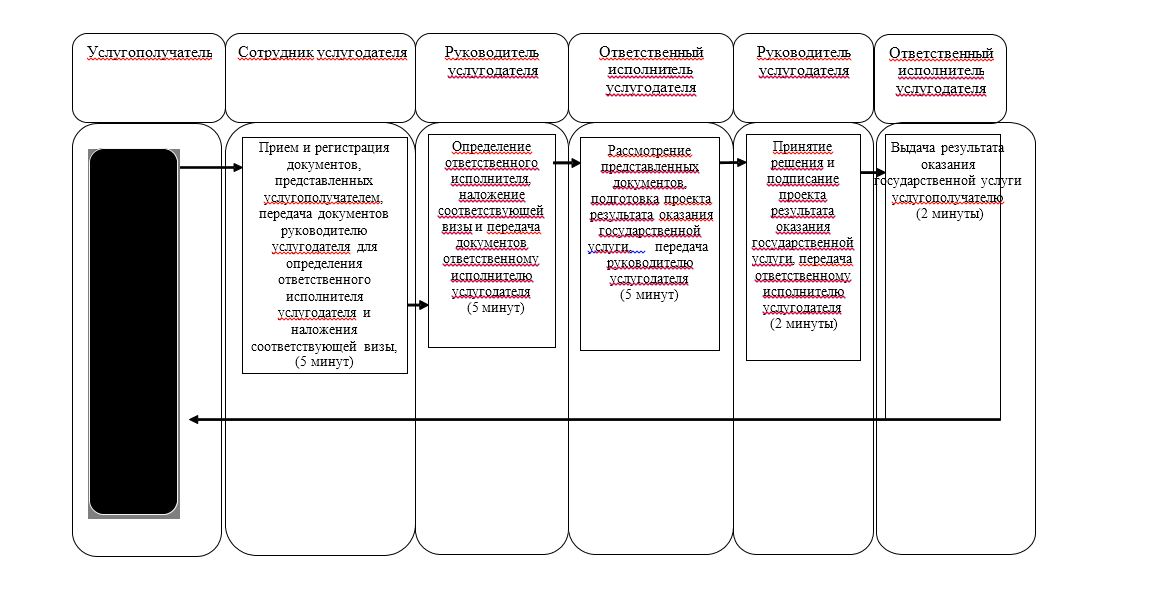 Услугополучатель
Сотрудник услугодателя
Руководитель
услугодателя
Ответственный
исполнитель
услугодателя
Руководитель
услугодателя
Ответственный
исполнитель
услугодателя
Прием и регистрация
документов,
представленных
услугополучателем,
передача документов
руководителю
услугодателя для
определения
ответственного
исполнителя
услугодателя и
наложения
соответствующей визы,
(5 минут)
Определение
ответственного
исполнителя,
наложение
соответствующей
визы и передача
документов
ответственному
исполнителю
услугодателя
(5 минут)
Рассмотрение
представленных
документов,
подготовка проекта
результата оказания
государственной
услуги, передача
руководителю
услугодателя
(5 минут)
Принятие
решения и
подписание
проекта
результата
оказания
государственной
услуги, передача
ответственному
исполнителю
услугодателя
(2 минуты)
Выдача результата
оказания
государственной услуги
услугополучателю
(2 минуты)